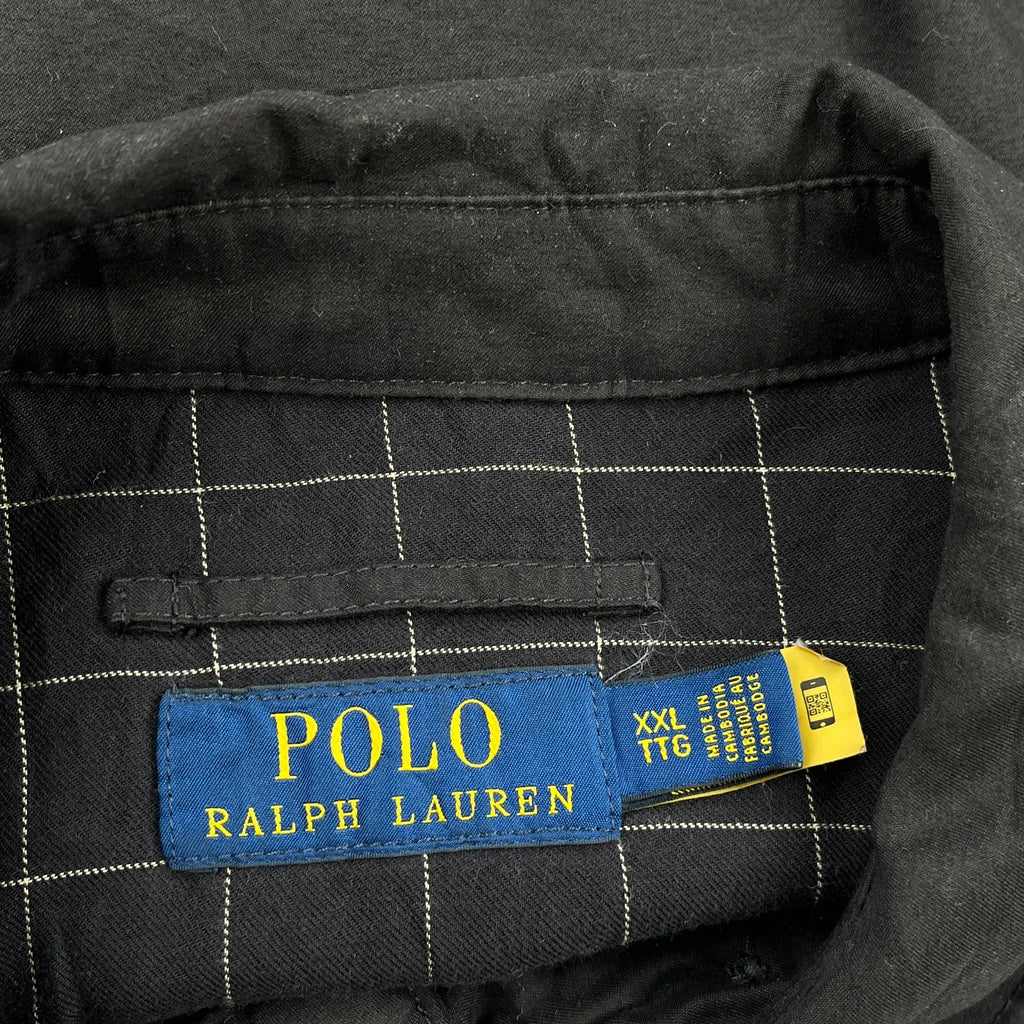 POLO
RALPH LAUREN
XXL
TTG
MADE IN
CAMBODIA
FABRIQUÉ AU
CAMBODGE